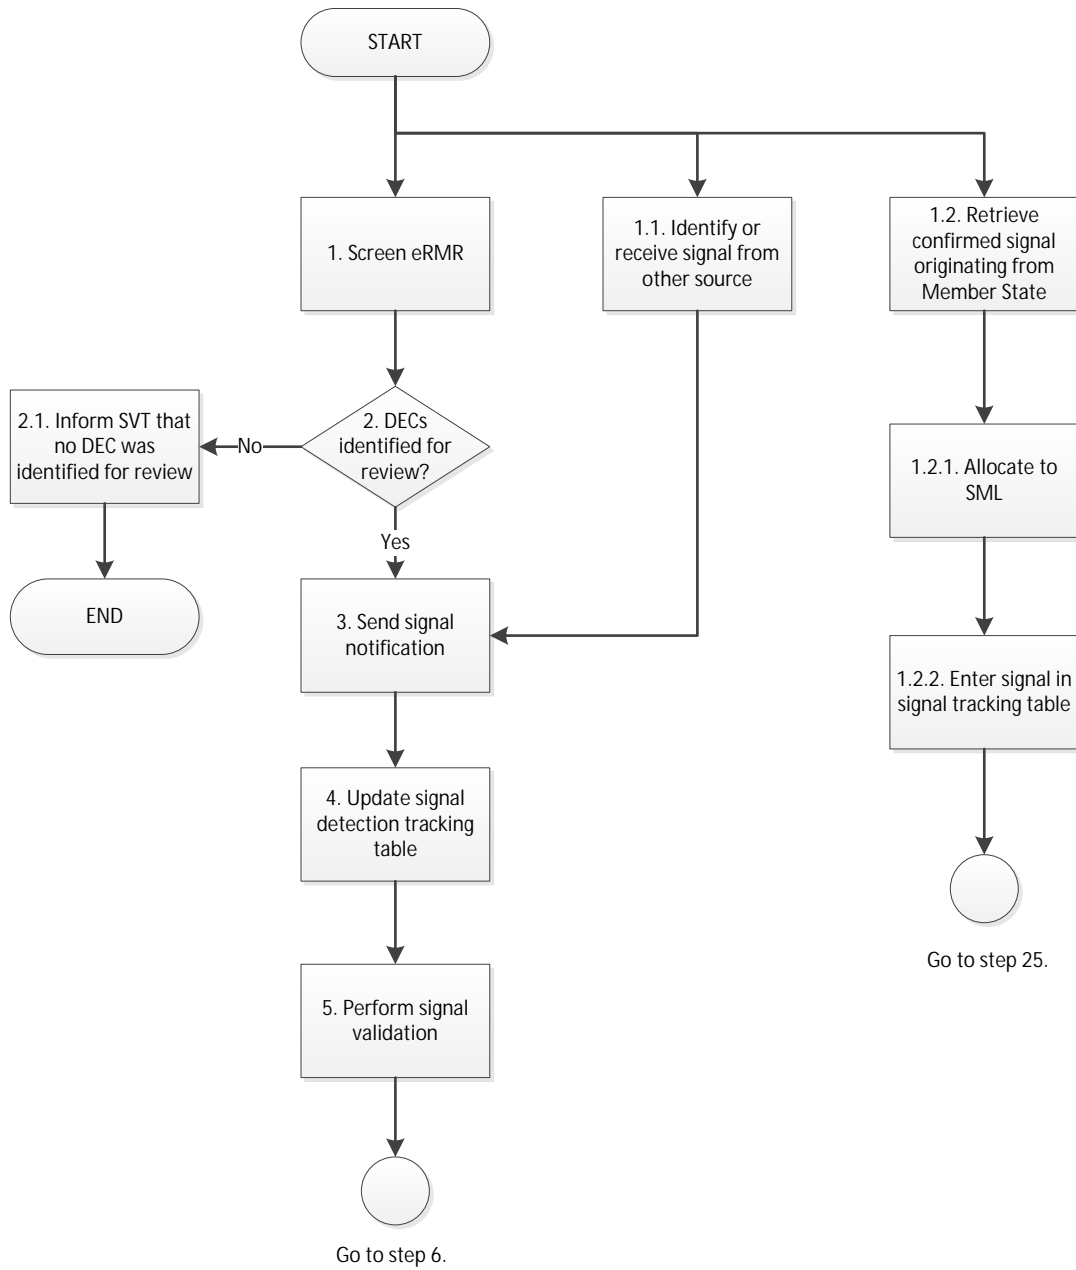 START
1. Screen eRMR
1.1. Identify or
receive signal from
other source
1.2. Retrieve
confirmed signal
originating from
Member State
2.1. Inform SVT that
no DEC was
identified for review
No
2. DECs
identified for
review?
Yes
1.2.1. Allocate to
SML
END
3. Send signal
notification
1.2.2. Enter signal in
signal tracking table
4. Update signal
detection tracking
table
Go to step 25.
5. Perform signal
validation
Go to step 6.